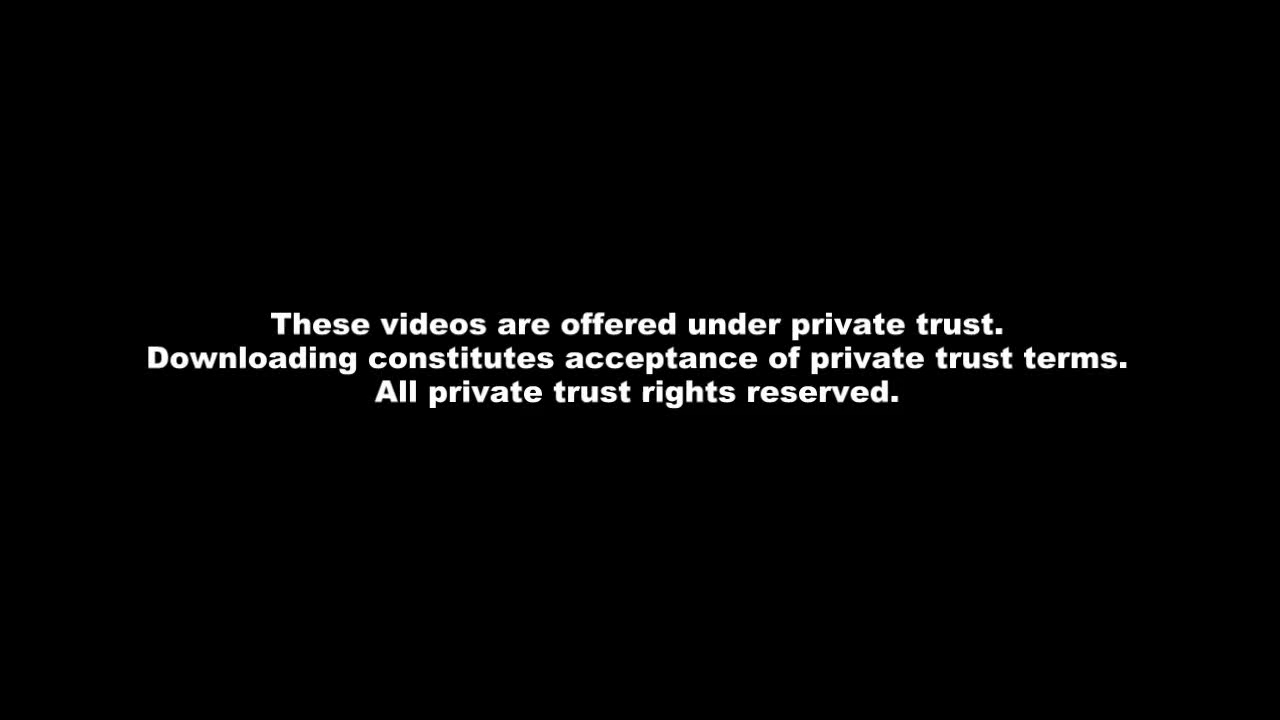 These videos are offered under private trust.
Downloading constitutes acceptance of private trust terms.
All private trust rights reserved.